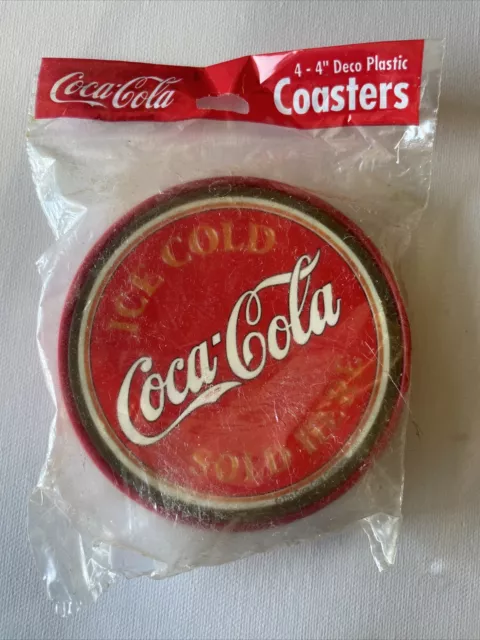 Coca-Cola
4 - 4" Deco Plastic
Coasters
ICE COLD
Coca-Cola
SOLD HERE